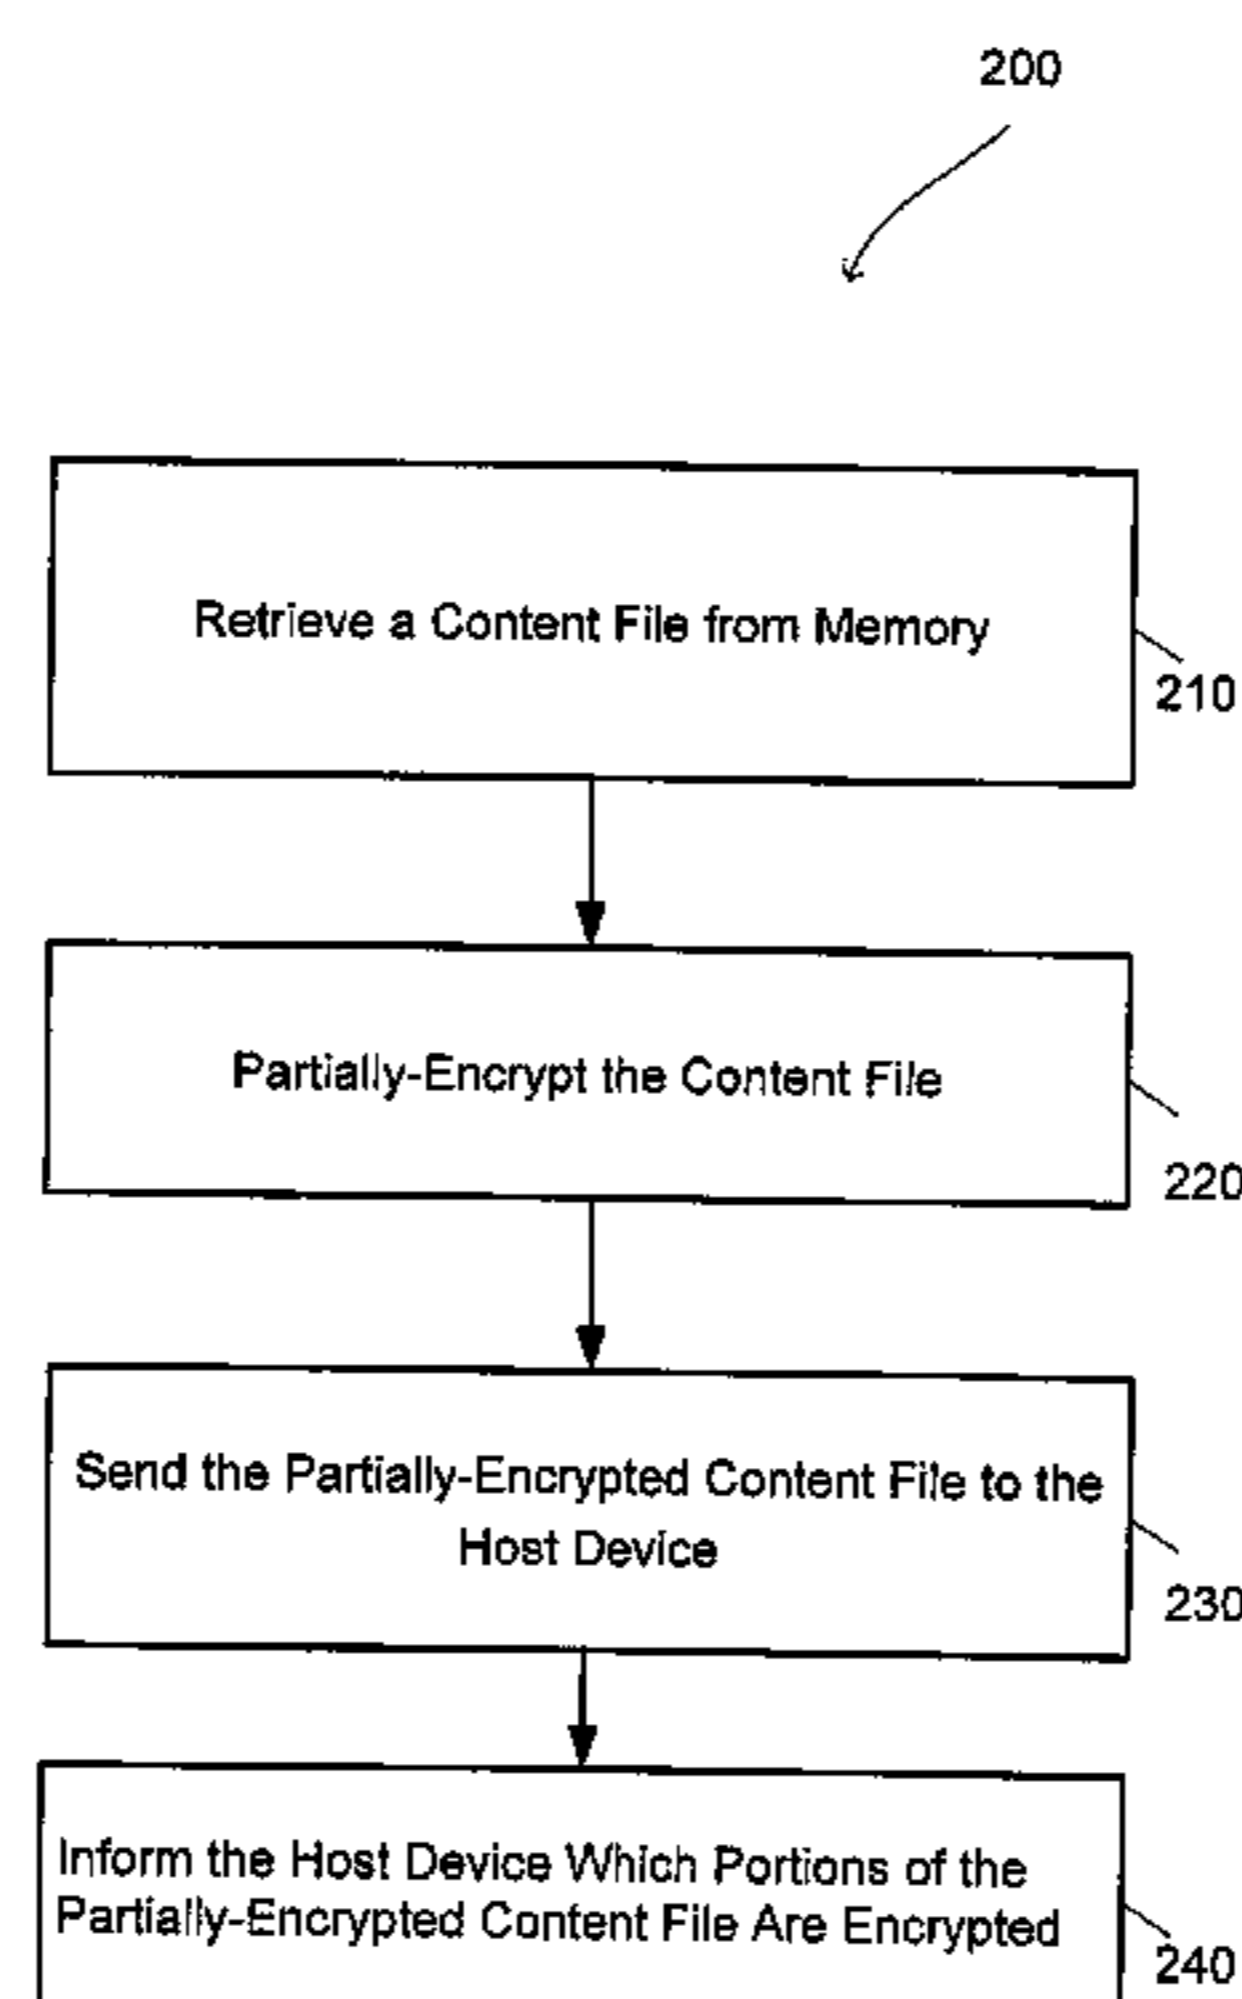 200
Retrieve a Content File from Memory
210
Partially-Encrypt the Content File
220
Send the Partially-Encrypted Content File to the
Host Device
230
Inform the Host Device Which Portions of the
Partially-Encrypted Content File Are Encrypted
240